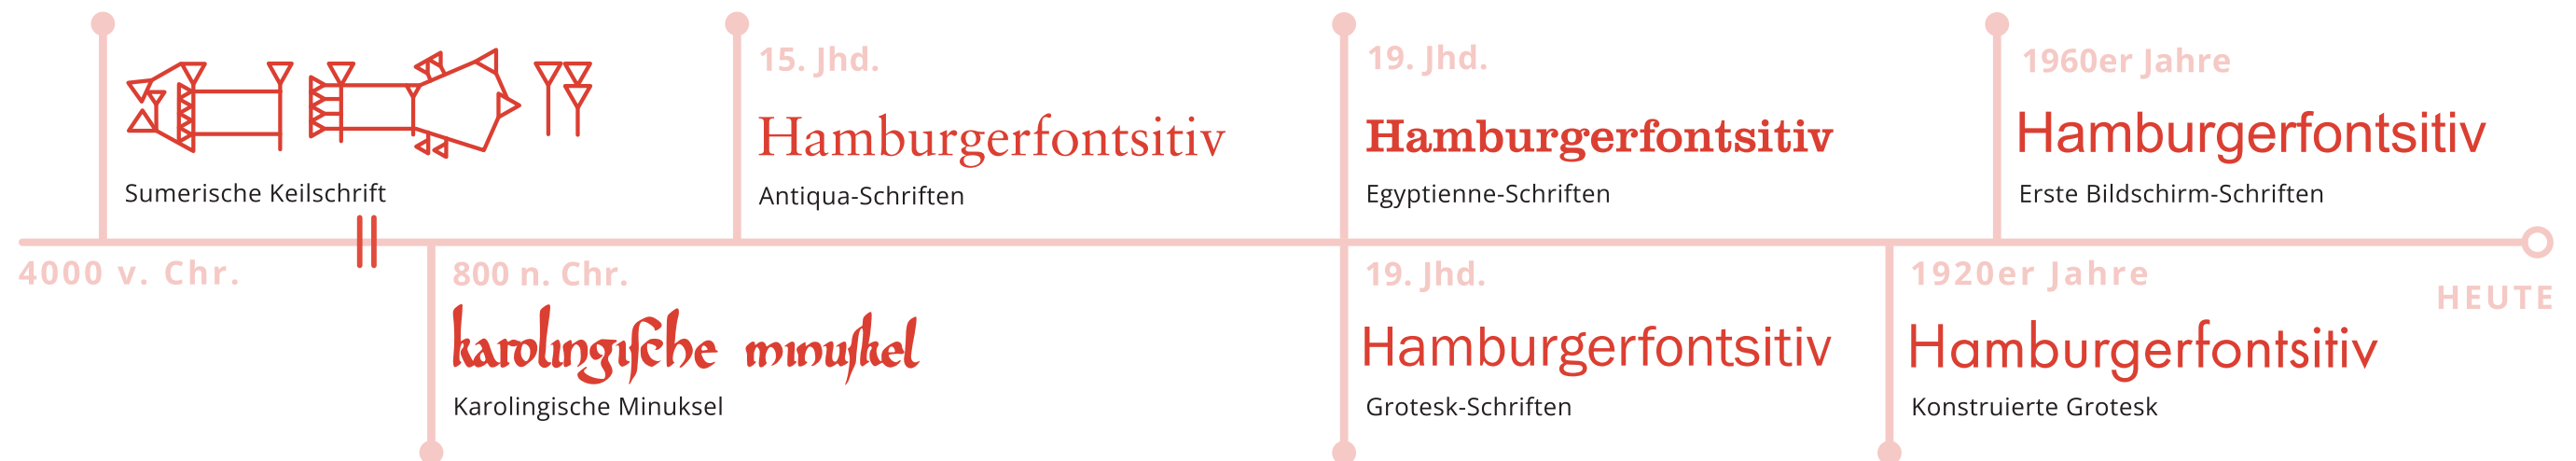 Sumerische Keilschrift
4000 v. Chr.
800 n. Chr.
karolingische minuskel
Karolingische Minuksel
15. Jhd.
Hamburgerfontsitiv
Antiqua-Schriften
19. Jhd.
Hamburgerfontsitiv
Egyptienne-Schriften
19. Jhd.
Hamburgerfontsitiv
Grotesk-Schriften
1920er Jahre
Hamburgerfontsitiv
Konstruierte Grotesk
1960er Jahre
Hamburgerfontsitiv
Erste Bildschirm-Schriften
HEUTE